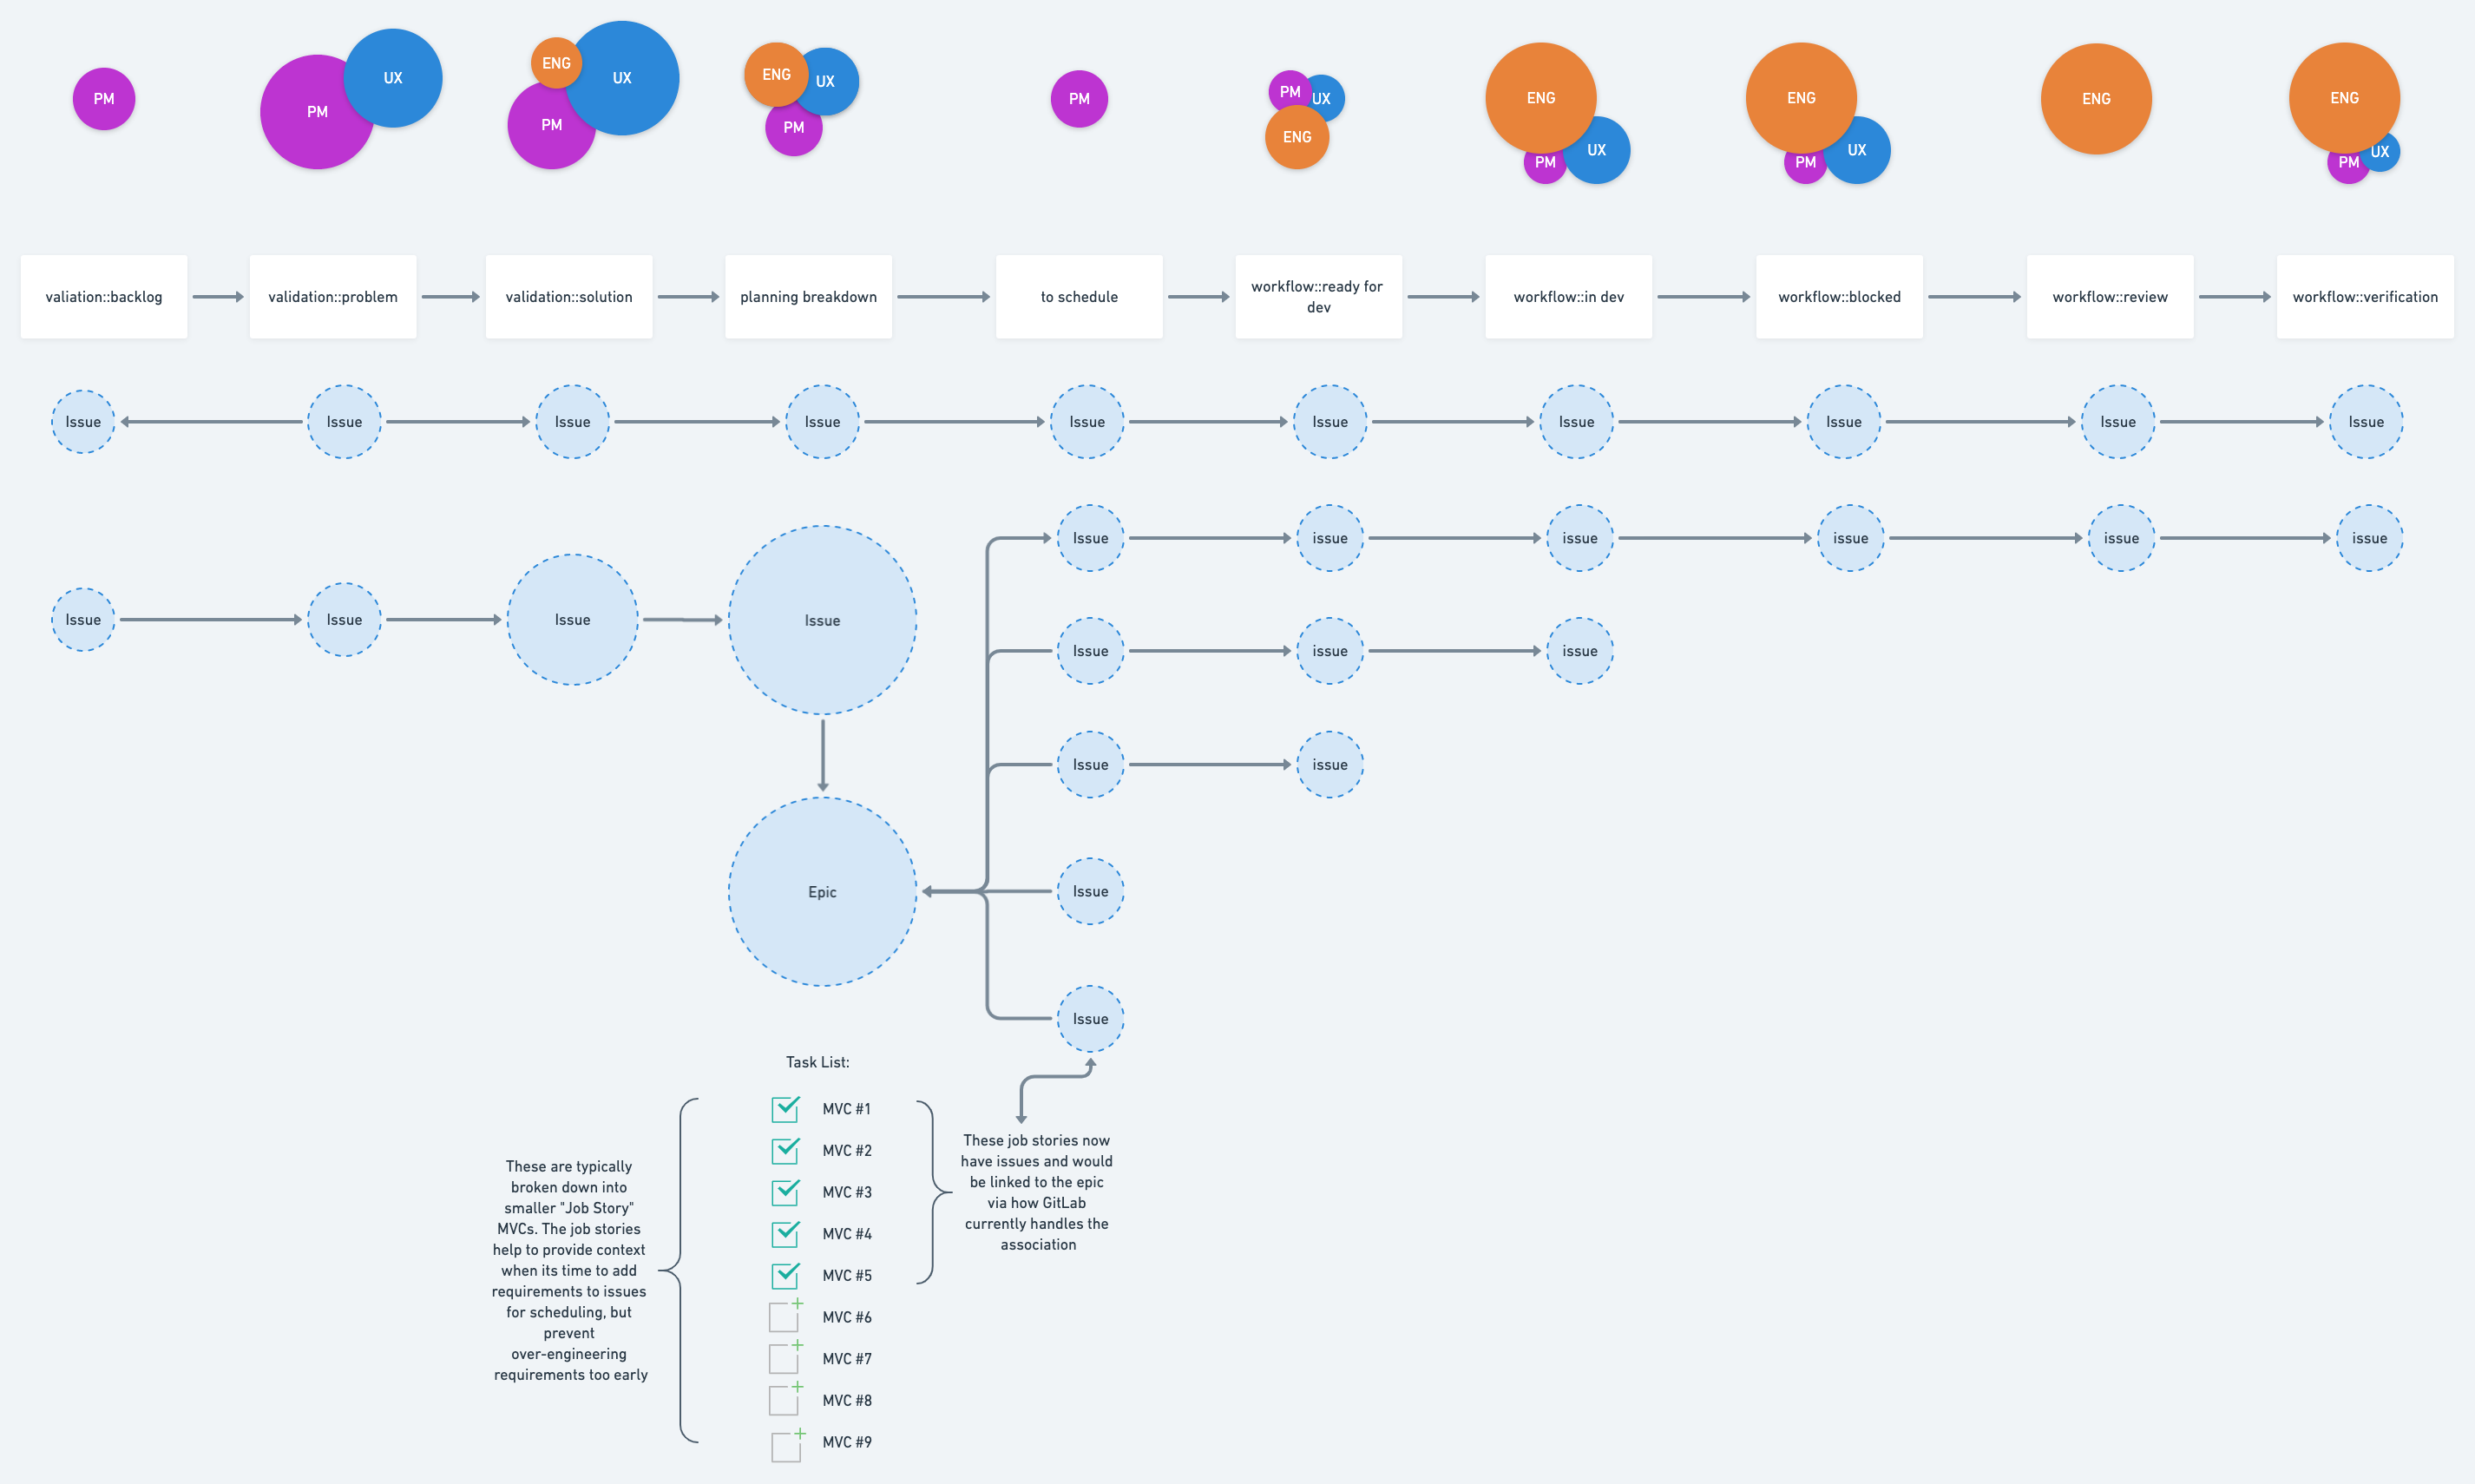 PM
PM
UX
ENG
UX
PM
ENG
UX
PM
PM
PM
UX
ENG
ENG
UX
PM
ENG
UX
PM
ENG
ENG
UX
PM
valiation::backlog
validation::problem
validation::solution
planning breakdown
to schedule
workflow::ready for
dev
workflow::in dev
workflow::blocked
workflow::review
workflow::verification
Issue
Issue
Issue
Issue
Issue
Issue
Issue
Issue
Issue
Issue
Issue
issue
issue
issue
issue
issue
Issue
Issue
Issue
Issue
Issue
issue
issue
Issue
issue
Epic
Issue
Issue
Task List:
MVC #1
MVC #2
MVC #3
MVC #4
MVC #5
MVC #6
MVC #7
MVC #8
MVC #9
These are typically
broken down into
smaller "Job Story"
MVCs. The job stories
help to provide context
when its time to add
requirements to issues
for scheduling, but
prevent
over-engineering
requirements too early
These job stories now
have issues and would
be linked to the epic
via how GitLab
currently handles the
association